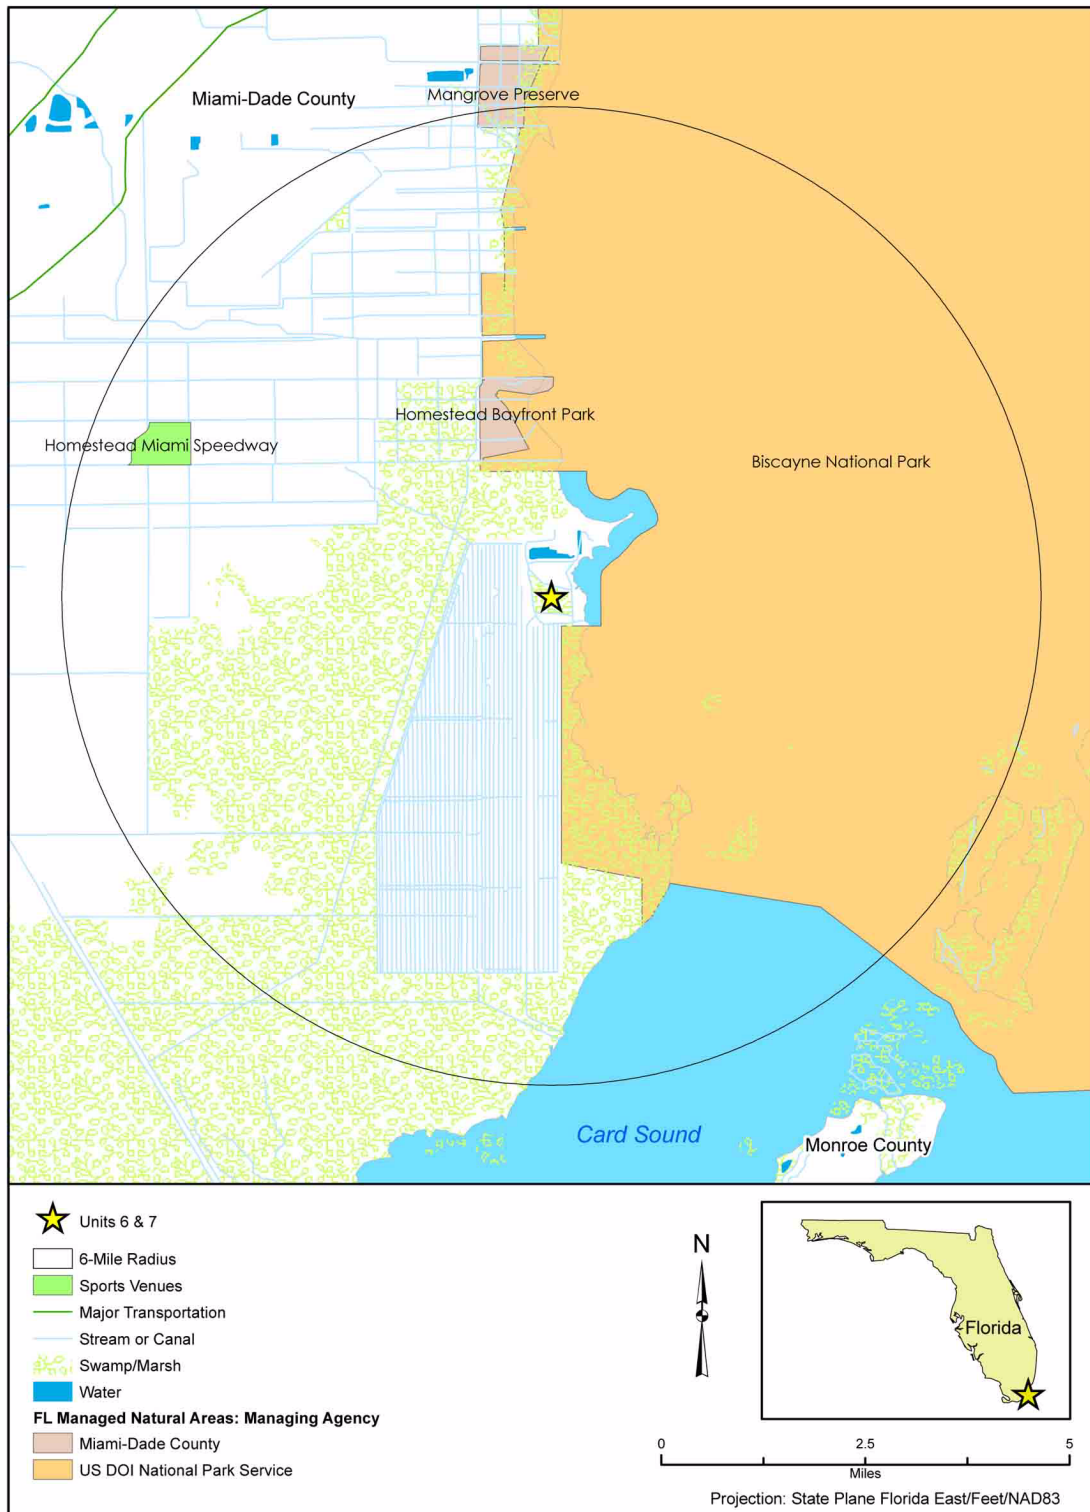 Miami-Dade County
Mangrove Preserve
Homestead Bayfront Park
Homestead Miami Speedway
Biscayne National Park
Card Sound
Monroe County
Units 6 & 7
6-Mile Radius
Sports Venues
Major Transportation
Stream or Canal
Swamp/Marsh
Water
FL Managed Natural Areas: Managing Agency
Miami-Dade County
US DOI National Park Service
N
Florida
0 2.5 5
Miles
Projection: State Plane Florida East/Feet/NAD83